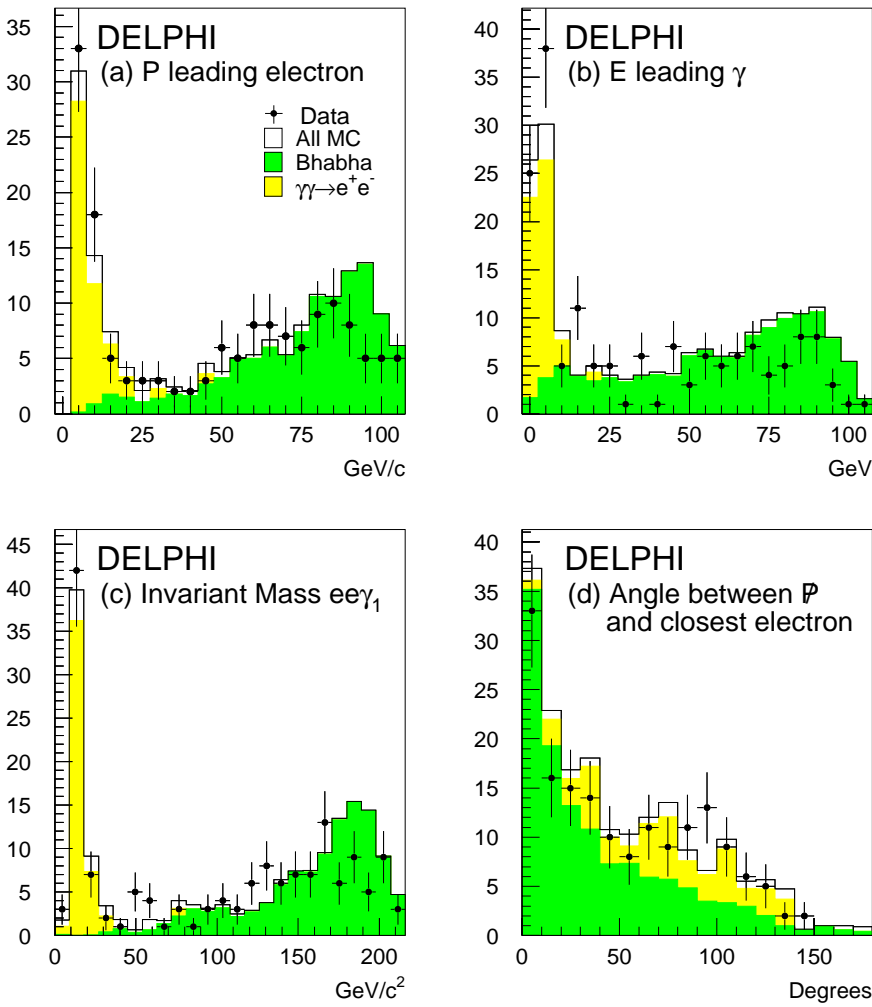 DELPHI
(a) P leading electron
Data
All MC
Bhabha
γγ→e⁺e⁻
35
30
25
20
15
10
5
0
0 25 50 75 100
GeV/c
DELPHI
(b) E leading γ
40
35
30
25
20
15
10
5
0
0 25 50 75 100
GeV
DELPHI
(c) Invariant Mass eeγ₁
45
40
35
30
25
20
15
10
5
0
0 50 100 150 200
GeV/c²
DELPHI
(d) Angle between P̸
and closest electron
40
35
30
25
20
15
10
5
0
0 50 100 150
Degrees